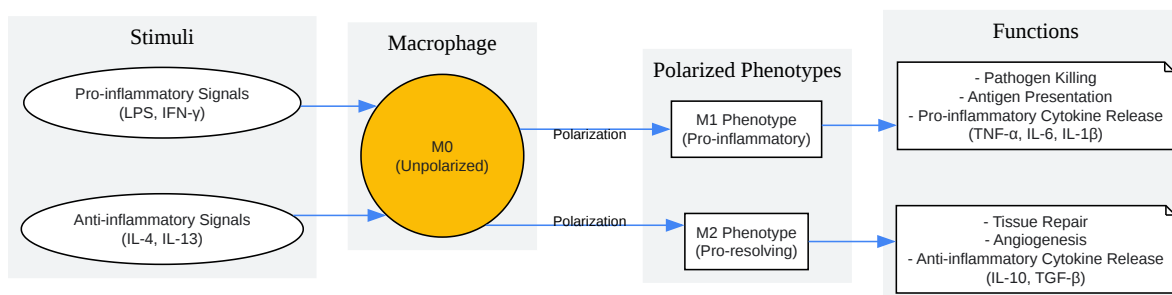 Stimuli
Pro-inflammatory Signals
(LPS, IFN-γ)
Anti-inflammatory Signals
(IL-4, IL-13)
Macrophage
M0
(Unpolarized)
Polarization
Polarization
Polarized Phenotypes
M1 Phenotype
(Pro-inflammatory)
M2 Phenotype
(Pro-resolving)
Functions
- Pathogen Killing
- Antigen Presentation
- Pro-inflammatory Cytokine Release
(TNF-α, IL-6, IL-1β)
- Tissue Repair
- Angiogenesis
- Anti-inflammatory Cytokine Release
(IL-10, TGF-β)